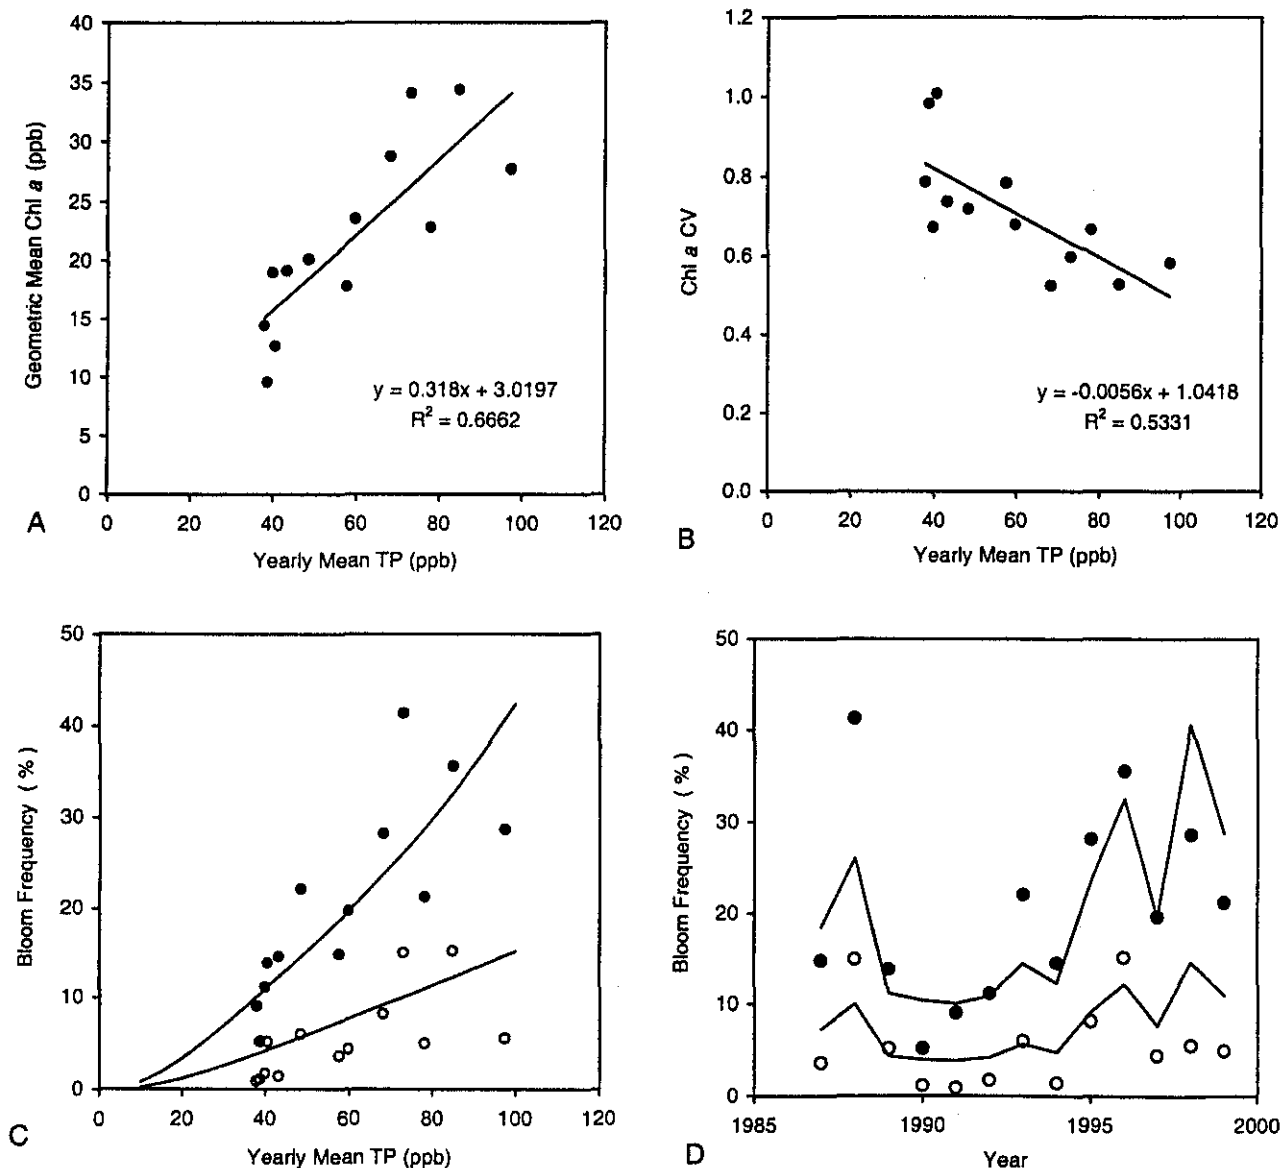 40
35
30
25
20
15
10
5
0
Geometric Mean Chl a (ppb)
y = 0.318x + 3.0197
R² = 0.6662
0 20 40 60 80 100 120
A
Yearly Mean TP (ppb)
1.2
1.0
0.8
0.6
0.4
0.2
0.0
Chl a CV
y = -0.0056x + 1.0418
R² = 0.5331
0 20 40 60 80 100 120
B
Yearly Mean TP (ppb)
50
40
30
20
10
0
Bloom Frequency ( % )
0 20 40 60 80 100 120
C
Yearly Mean TP (ppb)
50
40
30
20
10
0
Bloom Frequency ( % )
1985 1990 1995 2000
D
Year